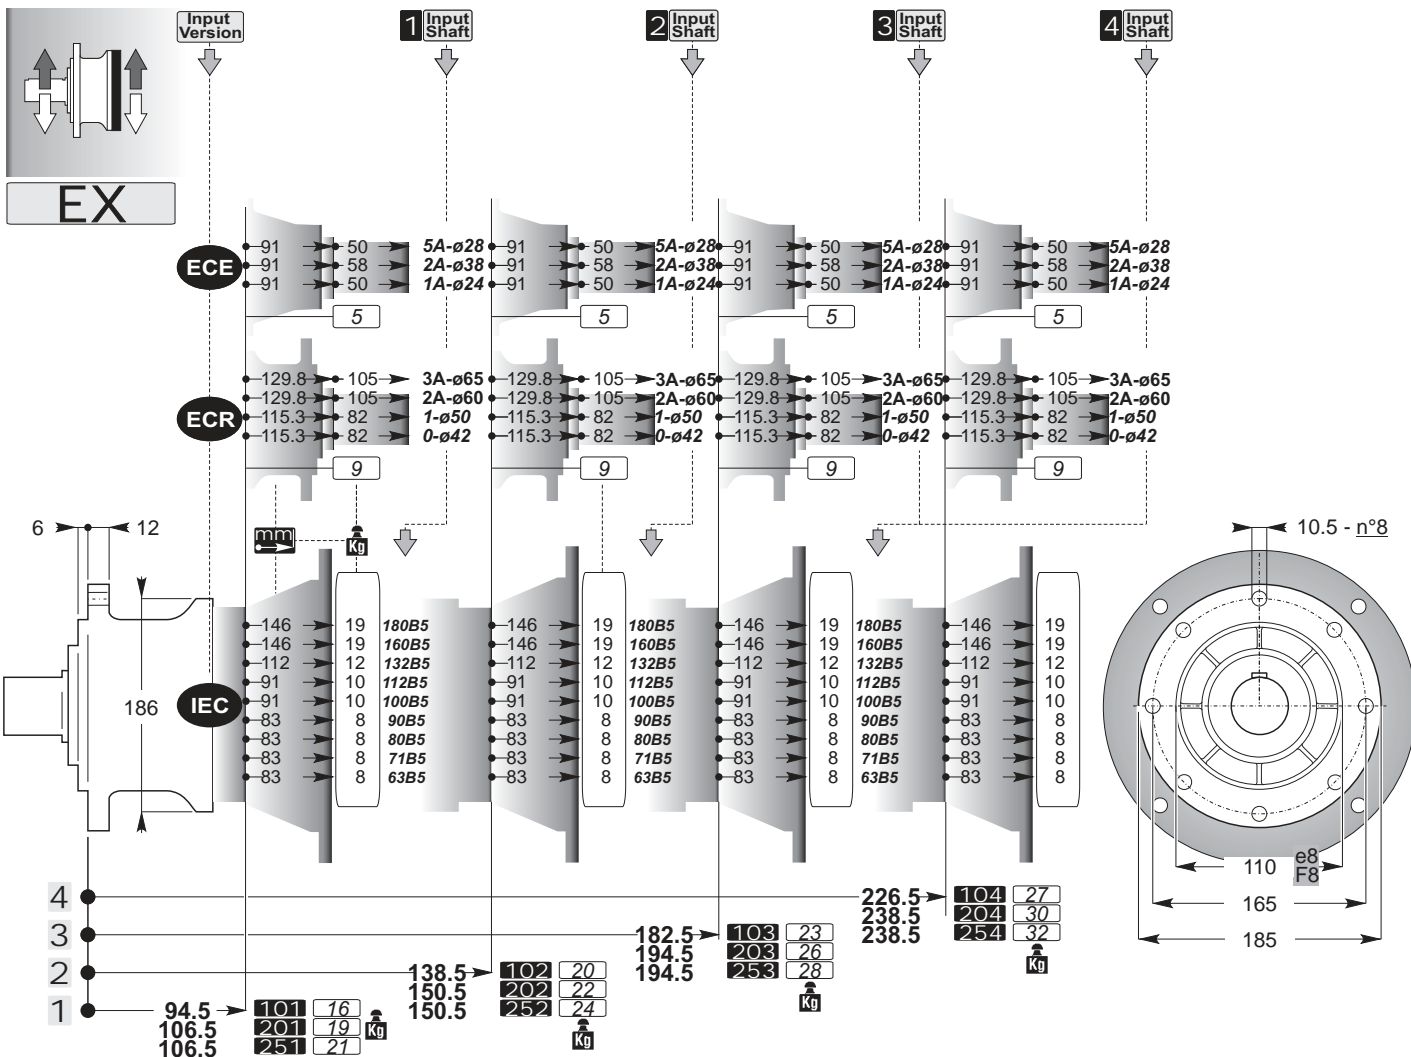 Input Version
1 Input Shaft
2 Input Shaft
3 Input Shaft
4 Input Shaft
EX
ECE
91 50 5A-ø28 91 50 5A-ø28 91 50 5A-ø28 91 50 5A-ø28
91 58 2A-ø38 91 58 2A-ø38 91 58 2A-ø38 91 58 2A-ø38
91 50 1A-ø24 91 50 1A-ø24 91 50 1A-ø24 91 50 1A-ø24
5 5 5 5
ECR
129.8 105 3A-ø65 129.8 105 3A-ø65 129.8 105 3A-ø65 129.8 105 3A-ø65
129.8 105 2A-ø60 129.8 105 2A-ø60 129.8 105 2A-ø60 129.8 105 2A-ø60
115.3 82 1-ø50 115.3 82 1-ø50 115.3 82 1-ø50 115.3 82 1-ø50
115.3 82 0-ø42 115.3 82 0-ø42 115.3 82 0-ø42 115.3 82 0-ø42
9 9 9 9
6 12
mm
Kg
10.5 - n°8
186
IEC
146 19 180B5 146 19 180B5 146 19 180B5 146 19
146 19 160B5 146 19 160B5 146 19 160B5 146 19
112 12 132B5 112 12 132B5 112 12 132B5 112 12
91 10 112B5 91 10 112B5 91 10 112B5 91 10
91 10 100B5 91 10 100B5 91 10 100B5 91 10
83 8 90B5 83 8 90B5 83 8 90B5 83 8
83 8 80B5 83 8 80B5 83 8 80B5 83 8
83 8 71B5 83 8 71B5 83 8 71B5 83 8
83 8 63B5 83 8 63B5 83 8 63B5 83 8
110 e8 F8
165
185
4
226.5 104 27
238.5 204 30
238.5 254 32
Kg
3
182.5 103 23
194.5 203 26
194.5 253 28
Kg
2
138.5 102 20
150.5 202 22
150.5 252 24
Kg
1
94.5 101 16
106.5 201 19
106.5 251 21
Kg